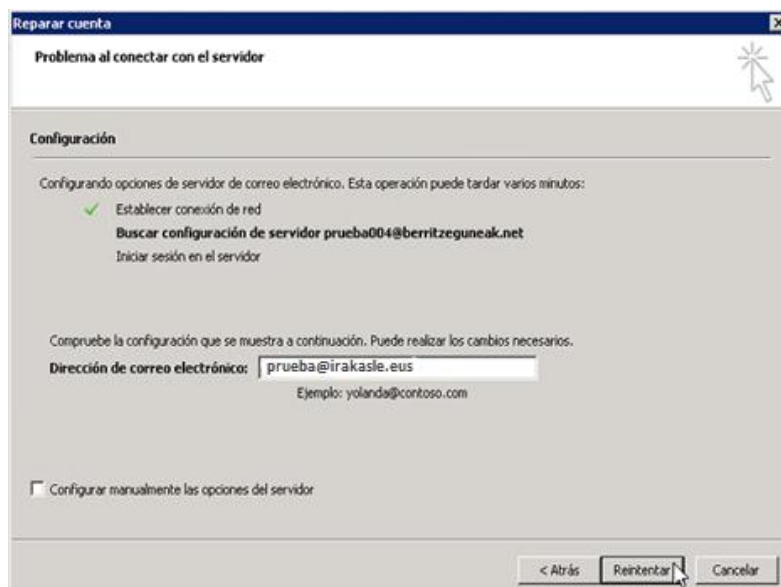 Reparar cuenta
Problema al conectar con el servidor
Configuración
Configurando opciones de servidor de correo electrónico. Esta operación puede tardar varios minutos:
Establecer conexión de red
Buscar configuración de servidor prueba004@berritzeguneak.net
Iniciar sesión en el servidor
Compruebe la configuración que se muestra a continuación. Puede realizar los cambios necesarios.
Dirección de correo electrónico: prueba@irakasle.eus
Ejemplo: yolanda@contoso.com
Configurar manualmente las opciones del servidor
< Atrás Reintentar Cancelar